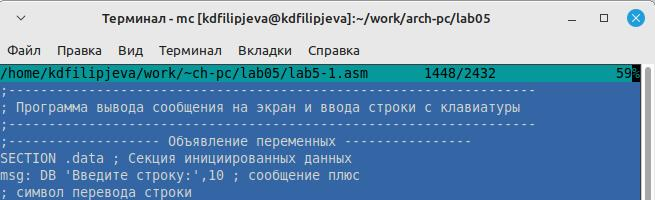 Терминал - mc [kdfilipjeva@kdfilipjeva]:~/work/arch-pc/lab05
Файл Правка Вид Терминал Вкладки Справка
/home/kdfilipjeva/work/~ch-pc/lab05/lab5-1.asm 1448/2432 59%
;---------------------------------------------------------------
; Программа вывода сообщения на экран и ввода строки с клавиатуры
;---------------------------------------------------------------
;------------------- Объявление переменных ----------------
SECTION .data ; Секция инициированных данных
msg: DB 'Введите строку:',10 ; сообщение плюс
; символ перевода строки